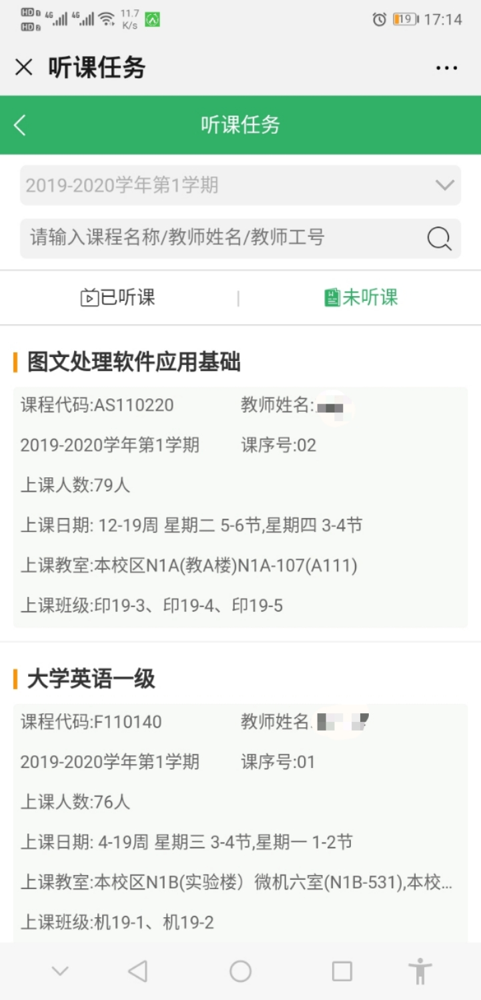 HD 1 4G 4G 11.7 19 17:14
HD 2 K/s
听课任务
听课任务
2019-2020学年第1学期
请输入课程名称/教师姓名/教师工号
已听课 | 未听课
图文处理软件应用基础
课程代码:AS110220 教师姓名:
2019-2020学年第1学期 课序号:02
上课人数:79人
上课日期: 12-19周 星期二 5-6节,星期四 3-4节
上课教室:本校区N1A(教A楼)N1A-107(A111)
上课班级:印19-3、印19-4、印19-5
大学英语一级
课程代码:F110140 教师姓名:
2019-2020学年第1学期 课序号:01
上课人数:76人
上课日期: 4-19周 星期三 3-4节,星期一 1-2节
上课教室:本校区N1B(实验楼）微机六室(N1B-531),本校...
上课班级:机19-1、机19-2